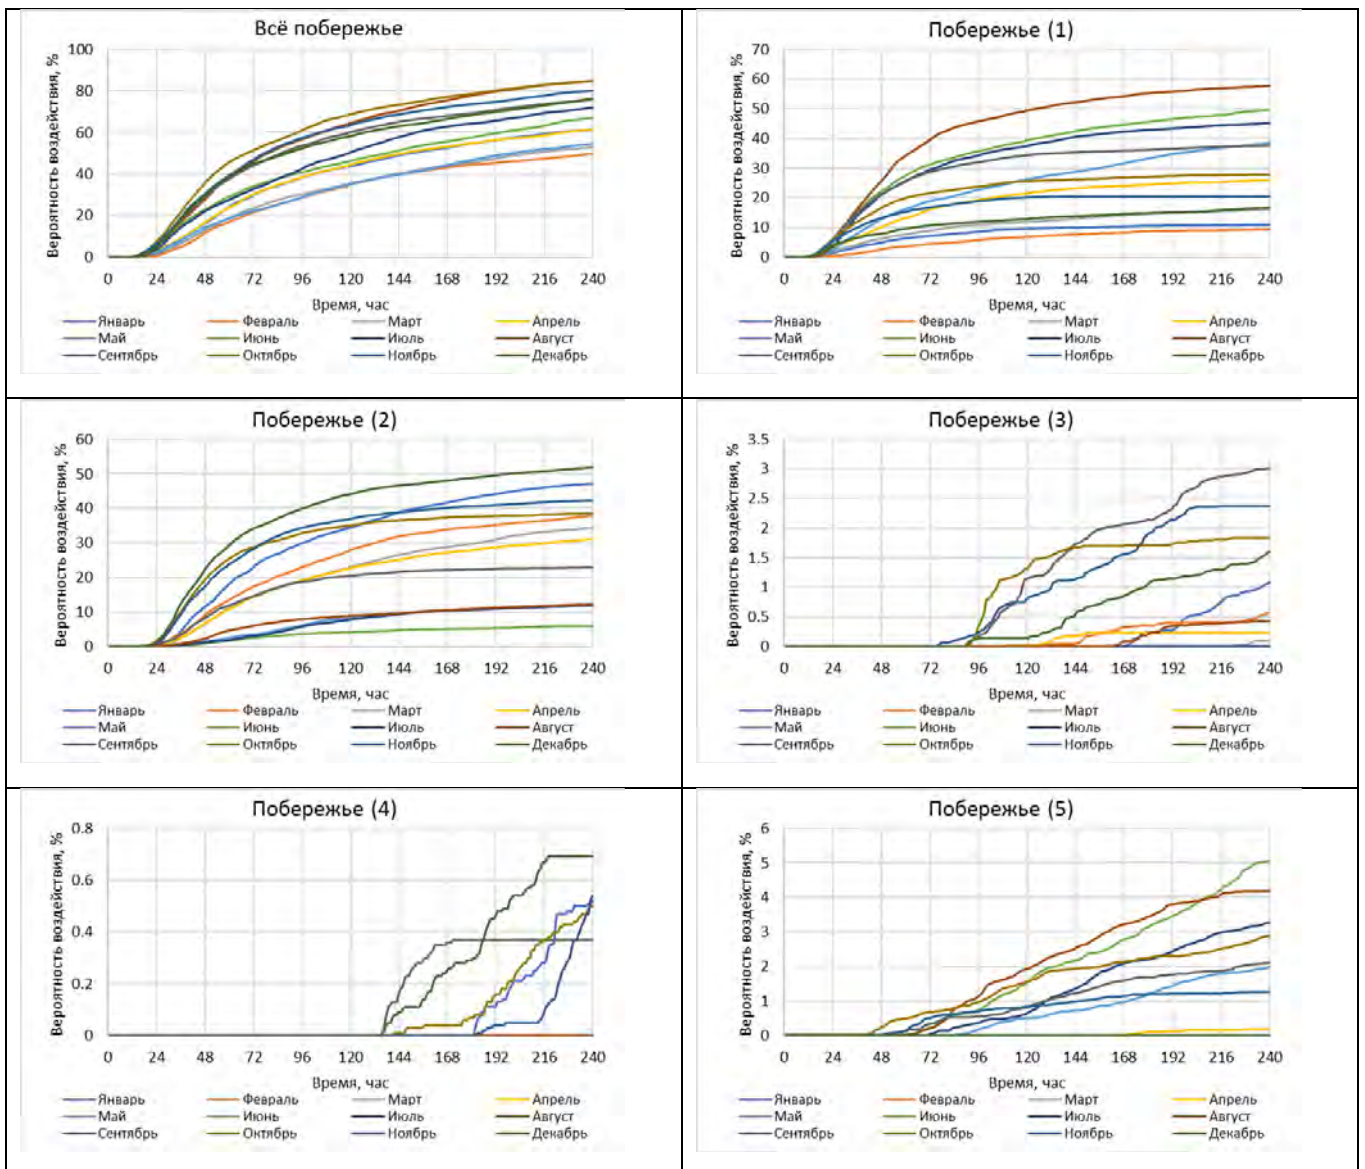 Всё побережье
Вероятность воздействия, %
100
80
60
40
20
0
0 24 48 72 96 120 144 168 192 216 240
Время, час
Январь Февраль Март Апрель
Май Июнь Июль Август
Сентябрь Октябрь Ноябрь Декабрь
Побережье (1)
Вероятность воздействия, %
70
60
50
40
30
20
10
0
0 24 48 72 96 120 144 168 192 216 240
Время, час
Январь Февраль Март Апрель
Май Июнь Июль Август
Сентябрь Октябрь Ноябрь Декабрь
Побережье (2)
Вероятность воздействия, %
60
50
40
30
20
10
0
0 24 48 72 96 120 144 168 192 216 240
Время, час
Январь Февраль Март Апрель
Май Июнь Июль Август
Сентябрь Октябрь Ноябрь Декабрь
Побережье (3)
Вероятность воздействия, %
3.5
3
2.5
2
1.5
1
0.5
0
0 24 48 72 96 120 144 168 192 216 240
Время, час
Январь Февраль Март Апрель
Май Июнь Июль Август
Сентябрь Октябрь Ноябрь Декабрь
Побережье (4)
Вероятность воздействия, %
0.8
0.6
0.4
0.2
0
0 24 48 72 96 120 144 168 192 216 240
Время, час
Январь Февраль Март Апрель
Май Июнь Июль Август
Сентябрь Октябрь Ноябрь Декабрь
Побережье (5)
Вероятность воздействия, %
6
5
4
3
2
1
0
0 24 48 72 96 120 144 168 192 216 240
Время, час
Январь Февраль Март Апрель
Май Июнь Июль Август
Сентябрь Октябрь Ноябрь Декабрь